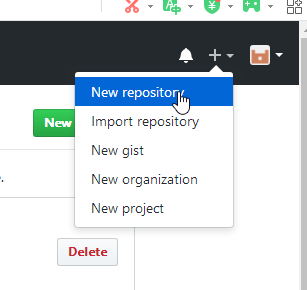 New repository
Import repository
New
New gist
New organization
New project
Delete